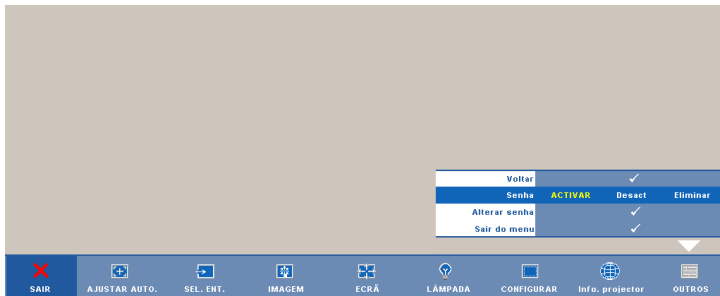 Voltar
Senha ACTIVAR Desact Eliminar
Alterar senha
Sair do menu
SAIR AJUSTAR AUTO. SEL. ENT. IMAGEM ECRÃ LÂMPADA CONFIGURAR Info. projector OUTROS